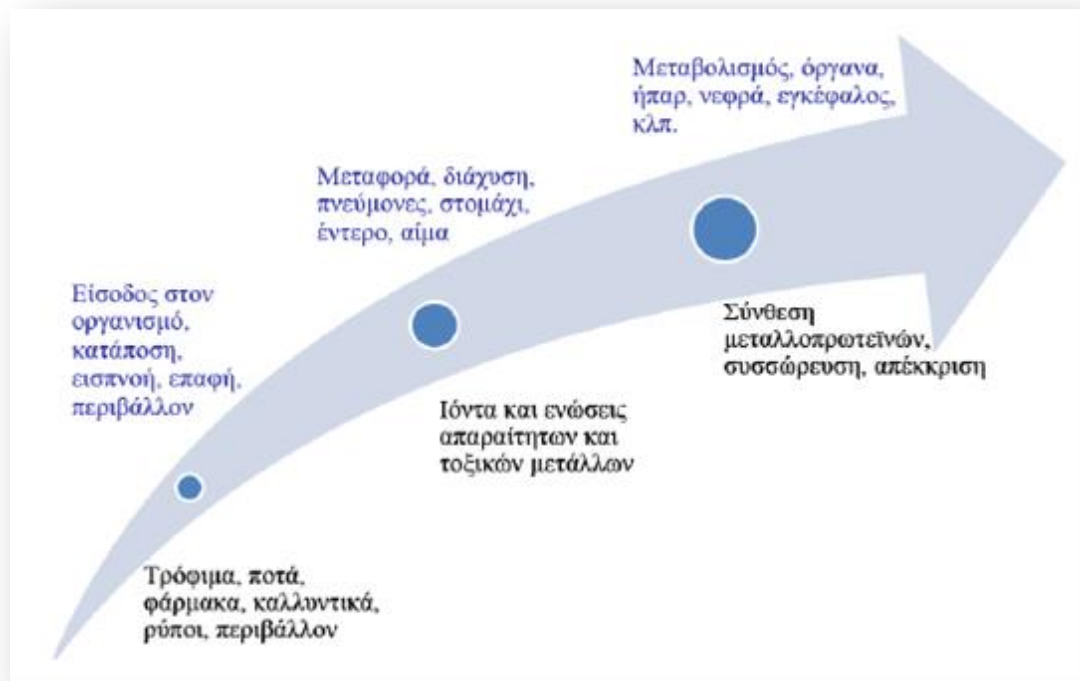 Μεταβολισμός, όργανα,
ήπαρ, νεφρά, εγκέφαλος,
κλπ.
Μεταφορά, διάχυση,
πνεύμονες, στομάχι,
έντερο, αίμα
Είσοδος στον
οργανισμό,
κατάποση,
εισπνοή, επαφή,
περιβάλλον
Σύνθεση
μεταλλοπρωτεϊνών,
συσσώρευση, απέκκριση
Ιόντα και ενώσεις
απαραίτητων και
τοξικών μετάλλων
Τρόφιμα, ποτά,
φάρμακα, καλλυντικά,
ρύποι, περιβάλλον